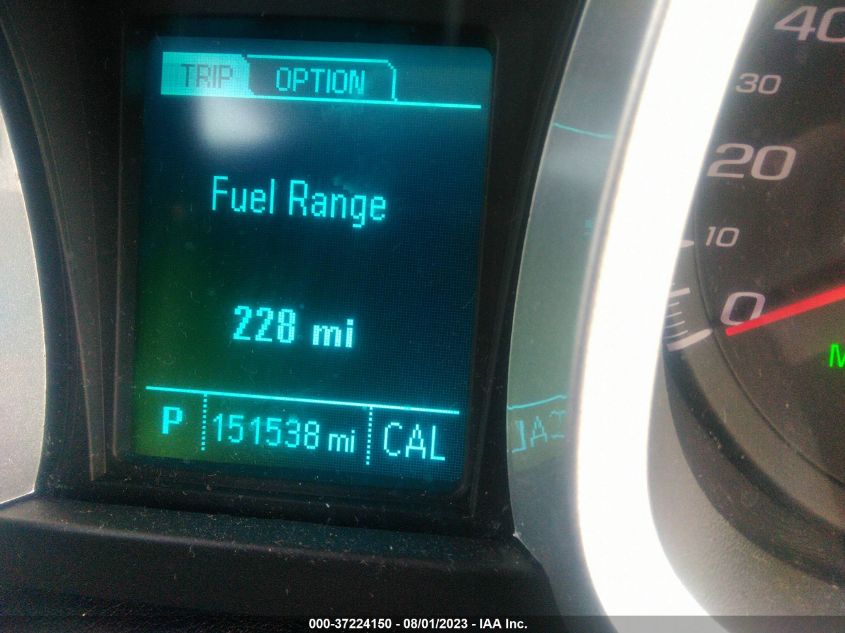 TRIP OPTION
Fuel Range
228 mi
P 151538 mi CAL
40
30
20
10
0
M
000-37224150 - 08/01/2023 - IAA Inc.